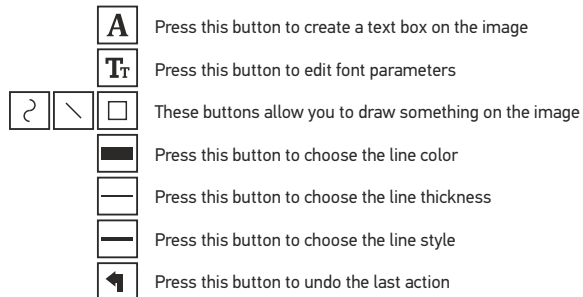 A Press this button to create a text box on the image
TT Press this button to edit font parameters
These buttons allow you to draw something on the image
Press this button to choose the line color
Press this button to choose the line thickness
Press this button to choose the line style
Press this button to undo the last action